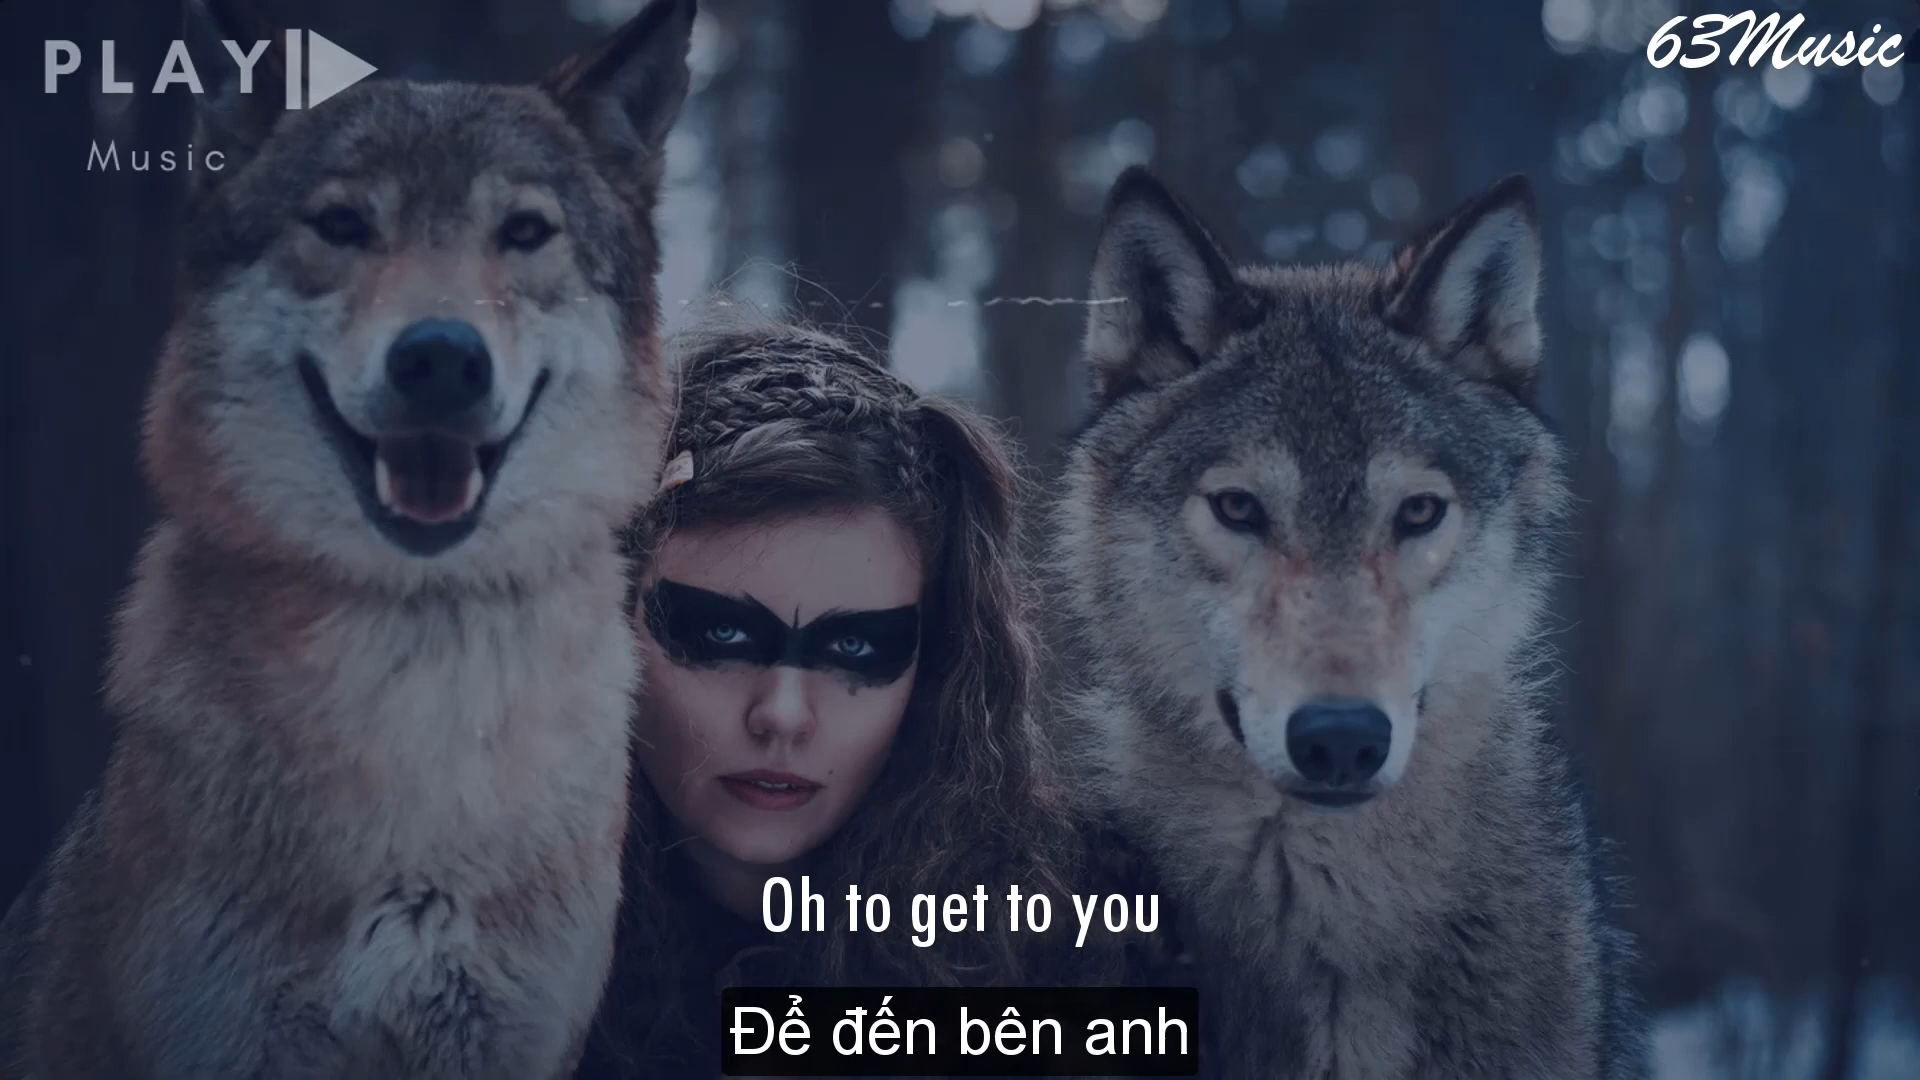 PLAY
Music
63Music
Oh to get to you
Để đến bên anh